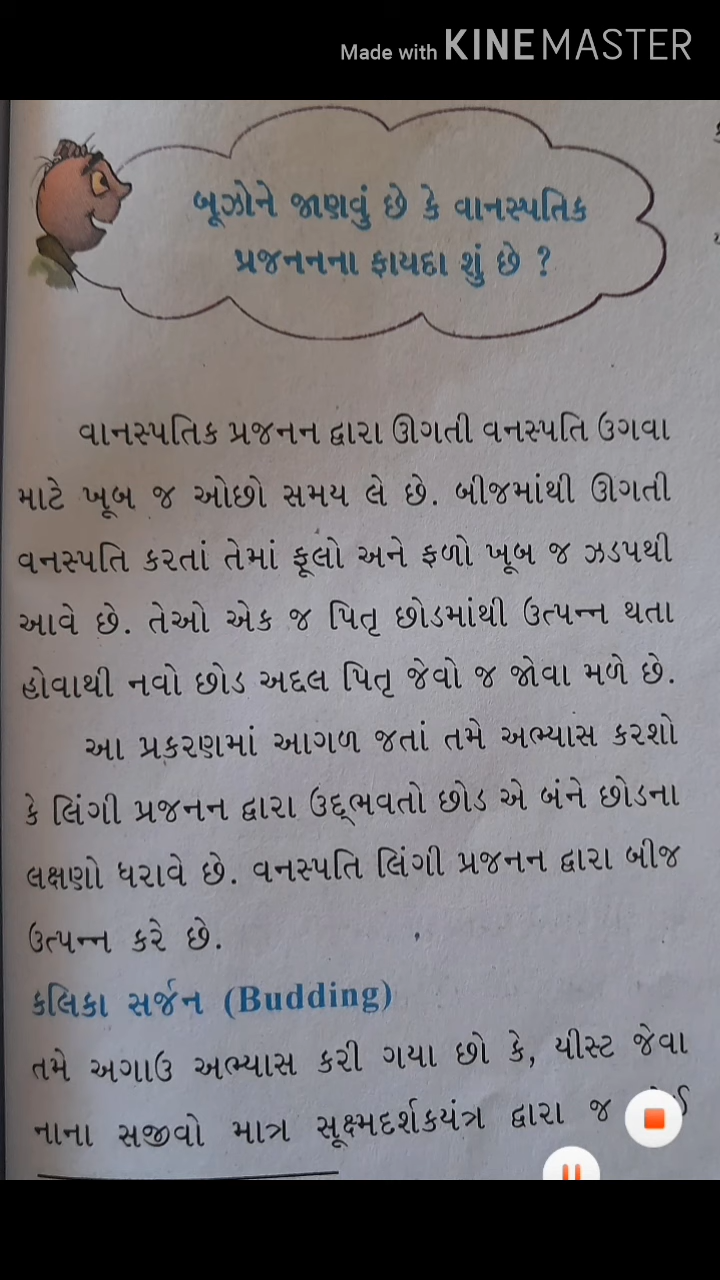 Made with KINEMASTER
બૂઝોને જાણવું છે કે વાનસ્પતિક
પ્રજનનના ફાયદા શું છે ?
વાનસ્પતિક પ્રજનન દ્વારા ઊગતી વનસ્પતિ ઉગવા
માટે ખૂબ જ ઓછો સમય લે છે. બીજમાંથી ઊગતી
વનસ્પતિ કરતાં તેમાં ફૂલો અને ફળો ખૂબ જ ઝડપથી
આવે છે. તેઓ એક જ પિતૃ છોડમાંથી ઉત્પન્ન થતા
હોવાથી નવો છોડ અદ્દલ પિતૃ જેવો જ જોવા મળે છે.
આ પ્રકરણમાં આગળ જતાં તમે અભ્યાસ કરશો
કે લિંગી પ્રજનન દ્વારા ઉદ્ભવતો છોડ એ બંને છોડના
લક્ષણો ધરાવે છે. વનસ્પતિ લિંગી પ્રજનન દ્વારા બીજ
ઉત્પન્ન કરે છે.
કલિકા સર્જન (Budding)
તમે અગાઉ અભ્યાસ કરી ગયા છો કે, યીસ્ટ જેવા
નાના સજીવો માત્ર સૂક્ષ્મદર્શકયંત્ર દ્વારા જ